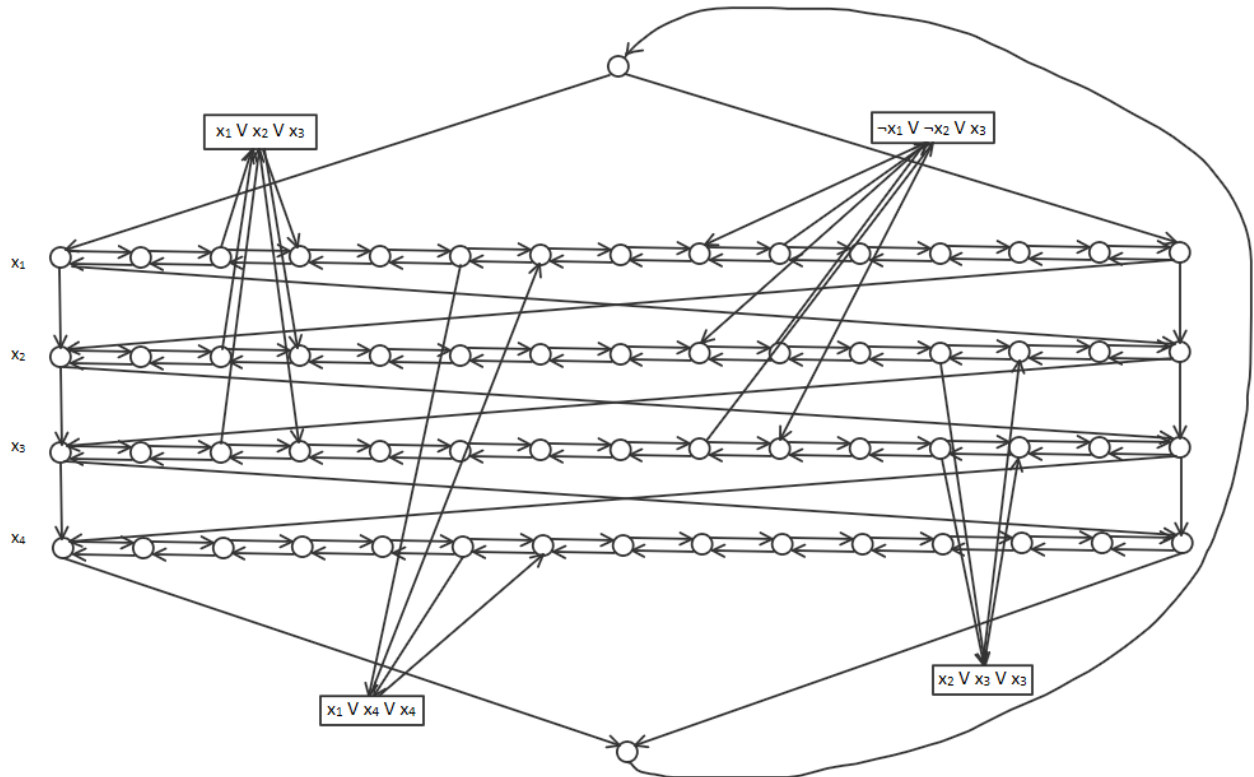 x₁ V x₂ V x₃
¬x₁ V ¬x₂ V x₃
x₁
x₂
x₃
x₄
x₂ V x₃ V x₃
x₁ V x₄ V x₄